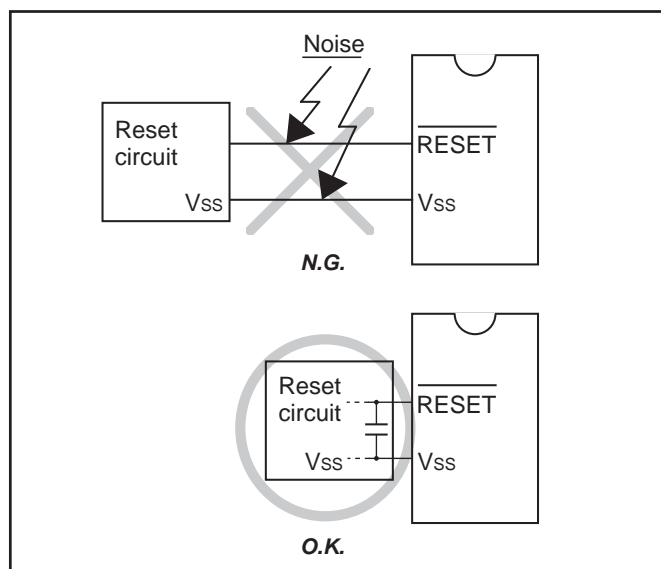 Noise
Reset
circuit
RESET
Vss
Vss
N.G.
Reset
circuit
RESET
Vss
Vss
O.K.